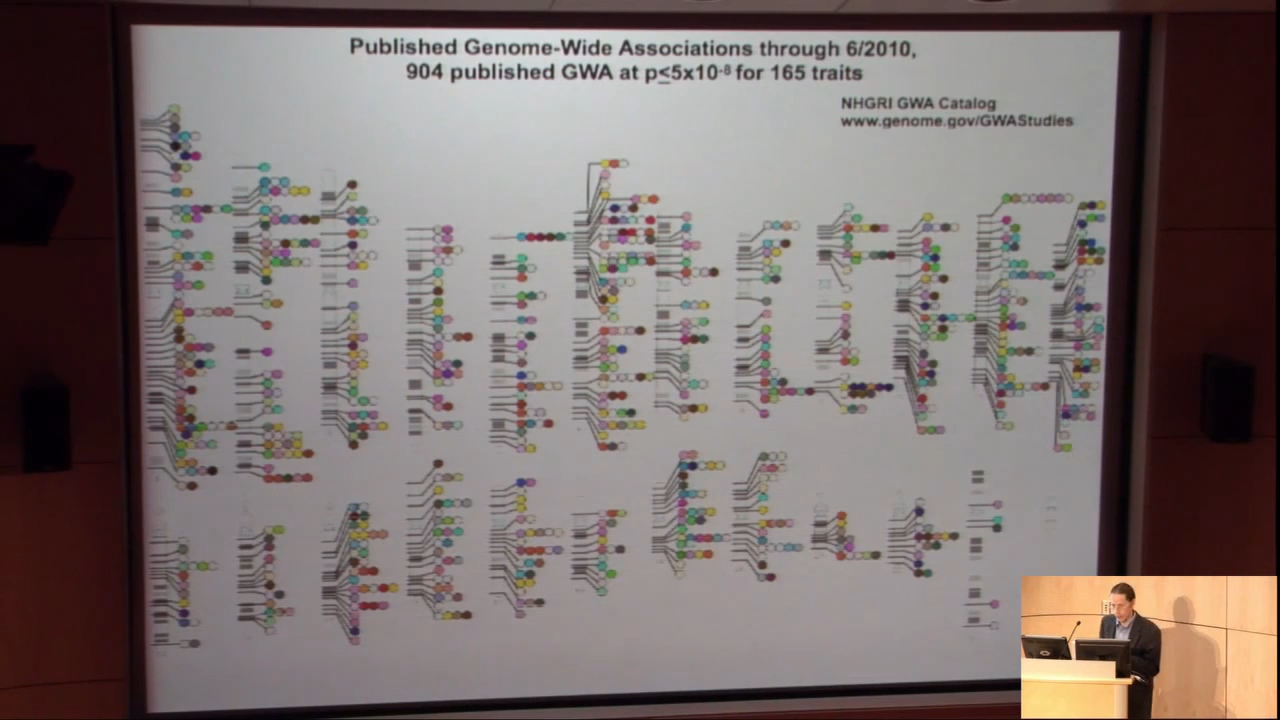 Published Genome-Wide Associations through 6/2010,
904 published GWA at p≤5x10⁻⁸ for 165 traits
NHGRI GWA Catalog
www.genome.gov/GWAStudies